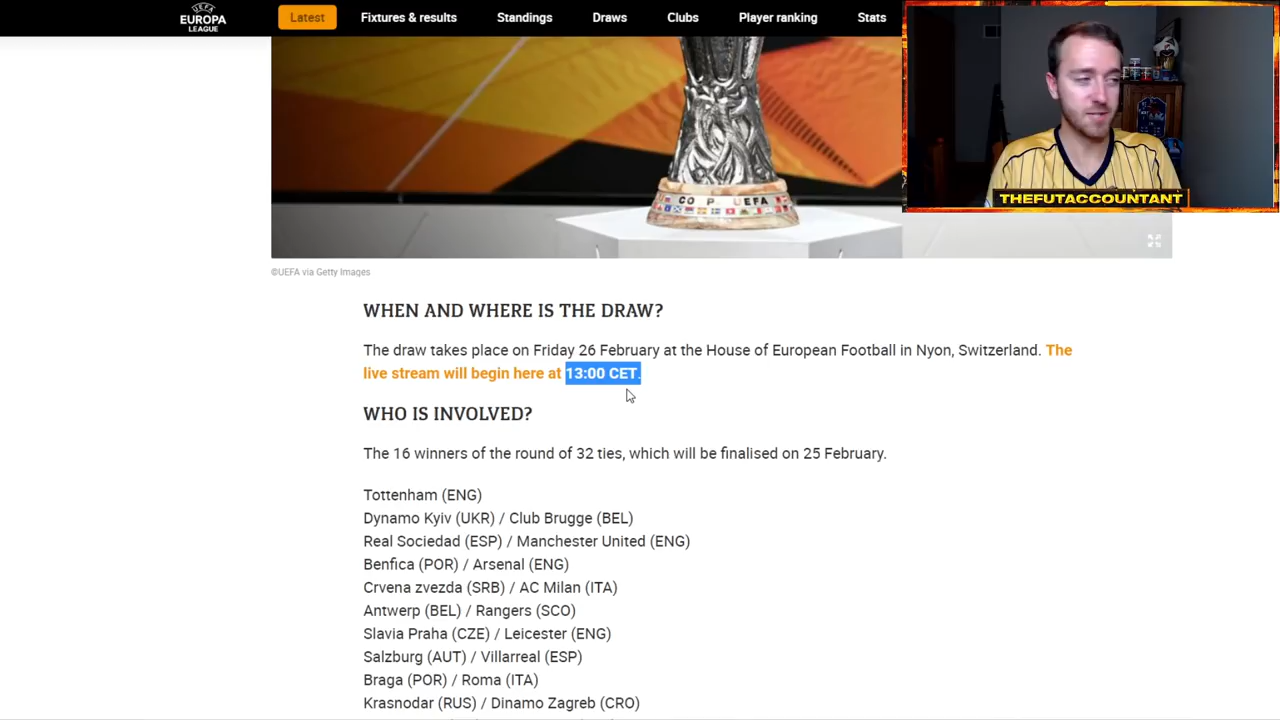 UEFA
EUROPA
LEAGUE
Latest
Fixtures & results
Standings
Draws
Clubs
Player ranking
Stats
CO P. UEFA
THEFUTACCOUNTANT
©UEFA via Getty Images
WHEN AND WHERE IS THE DRAW?
The draw takes place on Friday 26 February at the House of European Football in Nyon, Switzerland. The
live stream will begin here at 13:00 CET.
WHO IS INVOLVED?
The 16 winners of the round of 32 ties, which will be finalised on 25 February.
Tottenham (ENG)
Dynamo Kyiv (UKR) / Club Brugge (BEL)
Real Sociedad (ESP) / Manchester United (ENG)
Benfica (POR) / Arsenal (ENG)
Crvena zvezda (SRB) / AC Milan (ITA)
Antwerp (BEL) / Rangers (SCO)
Slavia Praha (CZE) / Leicester (ENG)
Salzburg (AUT) / Villarreal (ESP)
Braga (POR) / Roma (ITA)
Krasnodar (RUS) / Dinamo Zagreb (CRO)